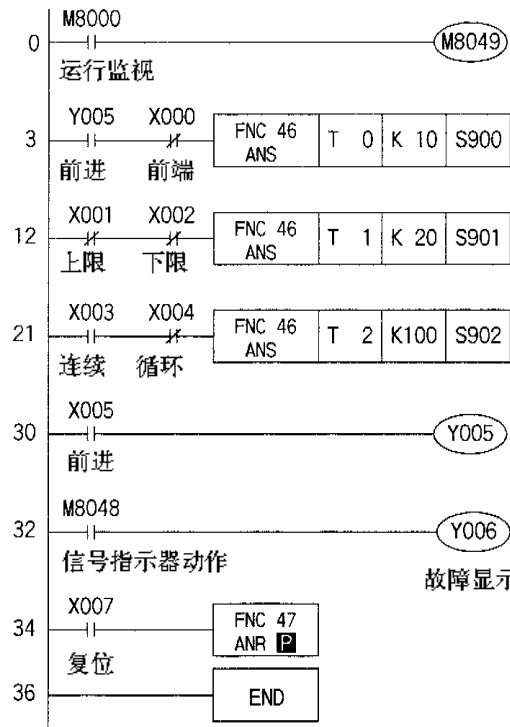 M8000
0 M8049
运行监视
Y005 X000
3 FNC 46 ANS T 0 K 10 S900
前进 前端
X001 X002
12 FNC 46 ANS T 1 K 20 S901
上限 下限
X003 X004
21 FNC 46 ANS T 2 K100 S902
连续 循环
X005
30 Y005
前进
M8048
32 Y006
信号指示器动作
故障显示
X007
34 FNC 47 ANR P
复位
36 END